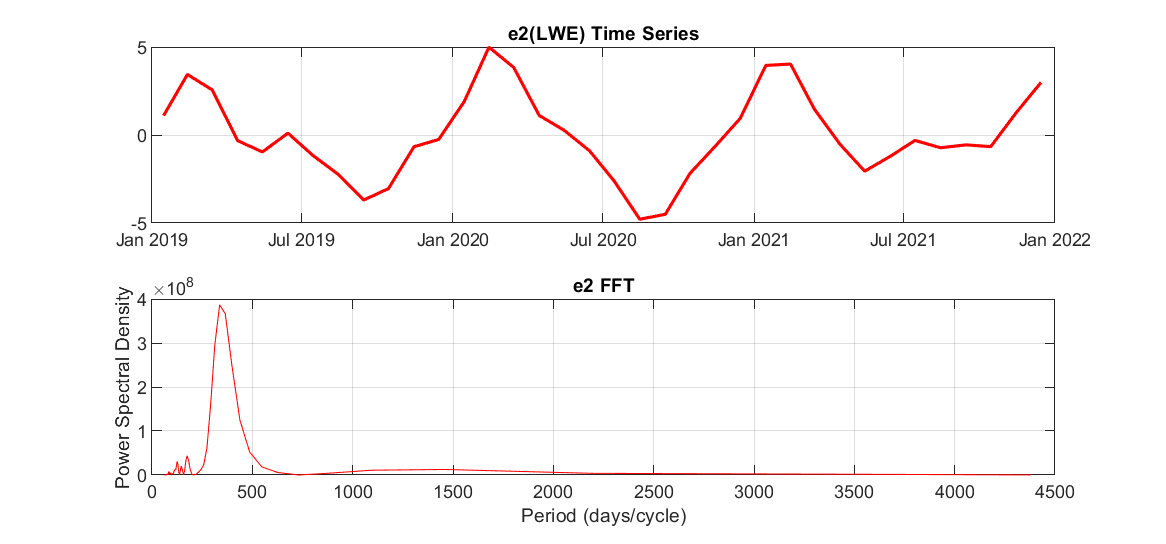 e2(LWE) Time Series
5
0
-5
Jan 2019 Jul 2019 Jan 2020 Jul 2020 Jan 2021 Jul 2021 Jan 2022
e2 FFT
×10^8
Power Spectral Density
4
3
2
1
0
0 500 1000 1500 2000 2500 3000 3500 4000 4500
Period (days/cycle)